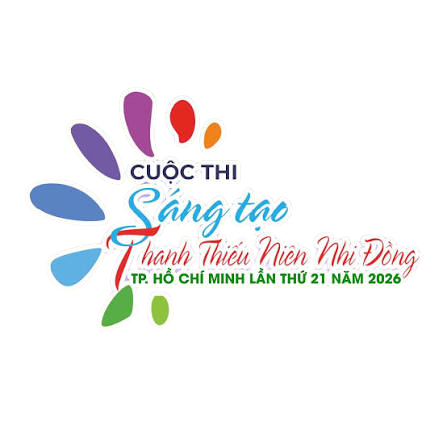 CUỘC THI
Sáng tạo
Thanh Thiếu Niên Nhi Đồng
TP. HỒ CHÍ MINH LẦN THỨ 21 NĂM 2026